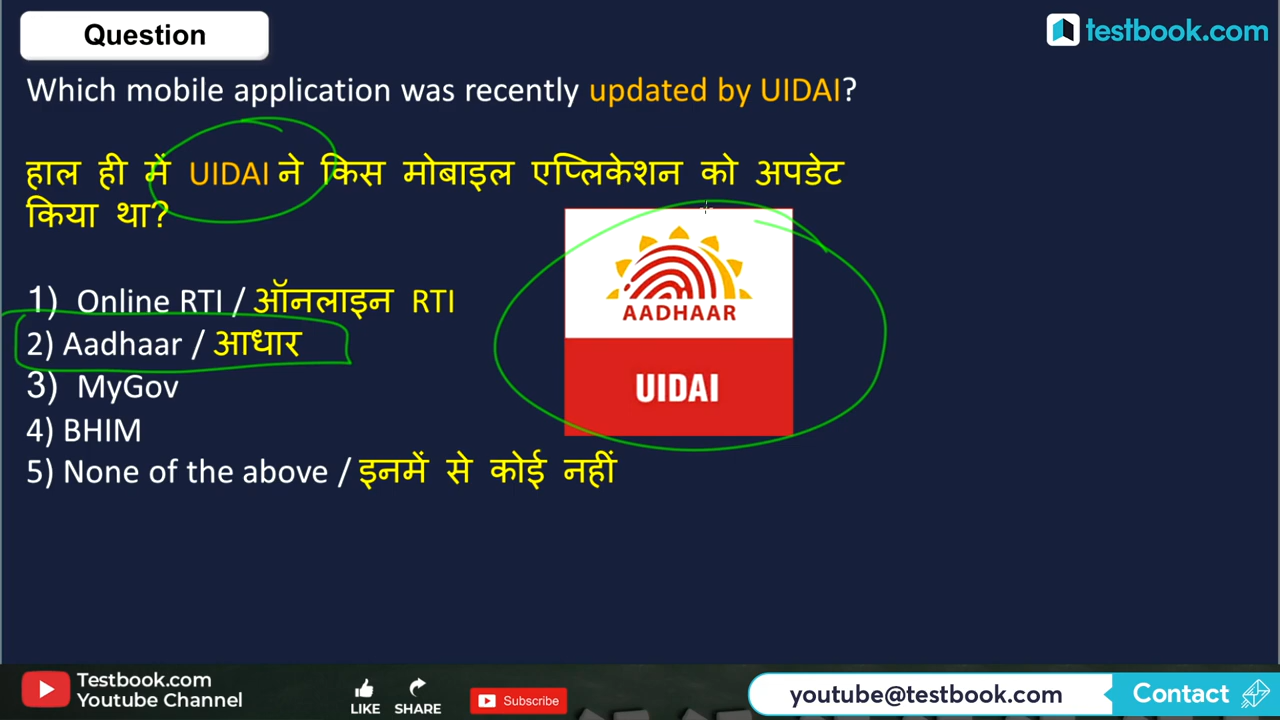 Question
testbook.com
Which mobile application was recently updated by UIDAI?
हाल ही में UIDAI ने किस मोबाइल एप्लिकेशन को अपडेट
किया था?
AADHAAR
UIDAI
1) Online RTI / ऑनलाइन RTI
2) Aadhaar / आधार
3) MyGov
4) BHIM
5) None of the above / इनमें से कोई नहीं
Testbook.com
Youtube Channel
LIKE
SHARE
Subscribe
youtube@testbook.com
Contact